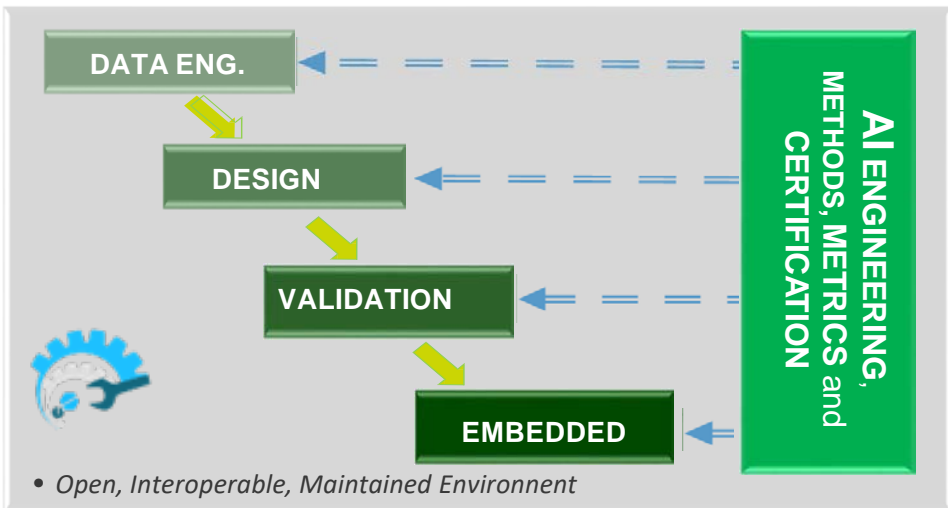 DATA ENG.
DESIGN
VALIDATION
EMBEDDED
AI ENGINEERING,
METHODS, METRICS and
CERTIFICATION
• Open, Interoperable, Maintained Environnent